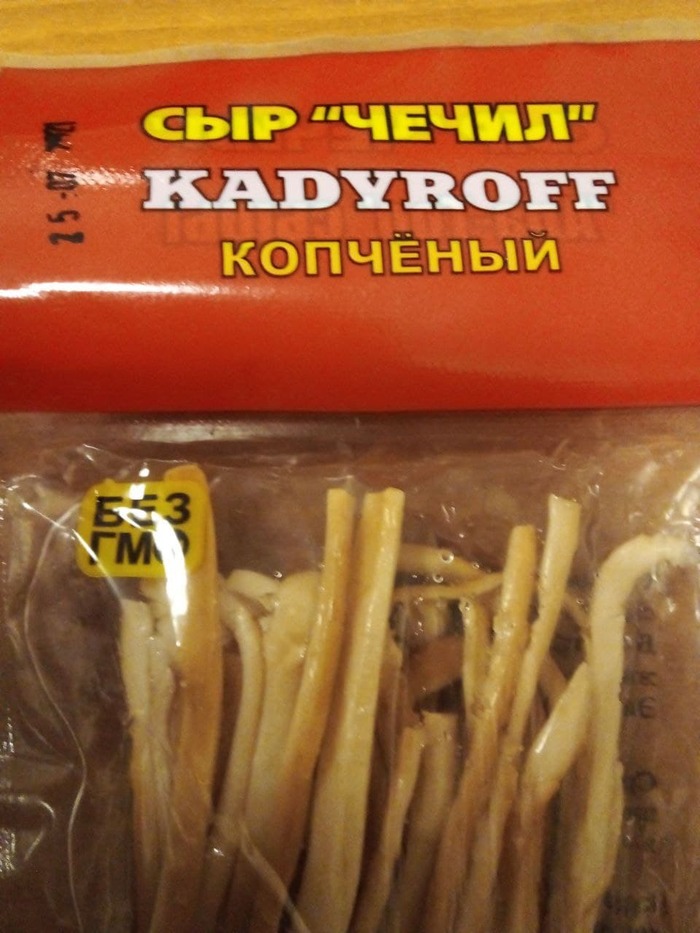 СЫР "ЧЕЧИЛ"
KADYROFF
КОПЧЁНЫЙ
25.07
БЕЗ
ГМО